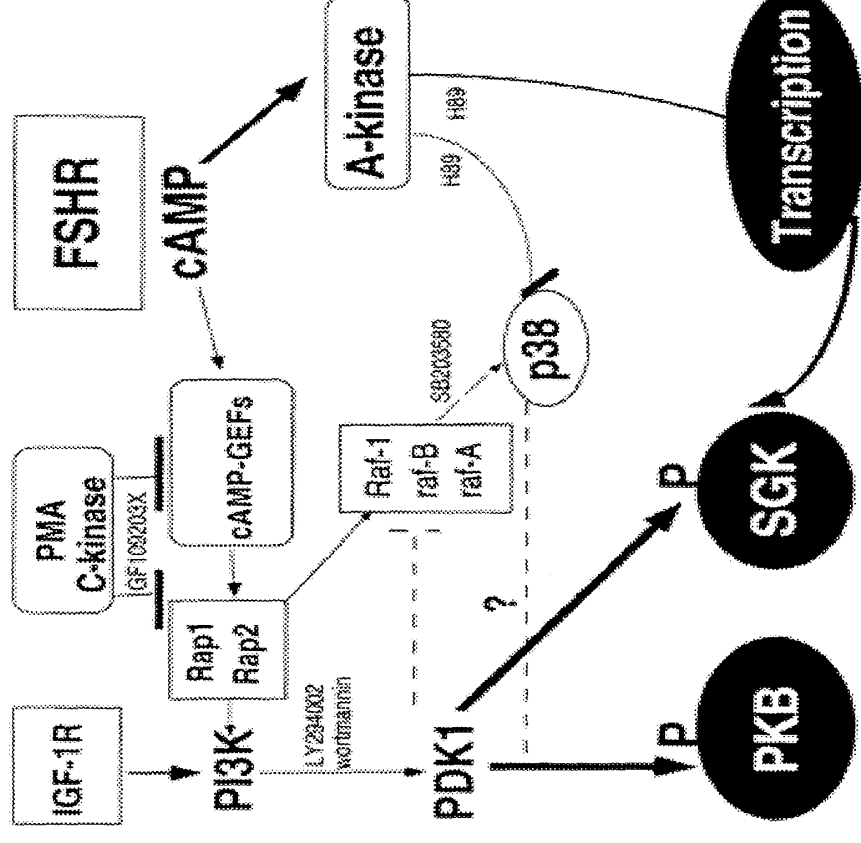 IGF-1R
PMA
C-kinase
FSHR
GF109203X
cAMP
PI3K
Rap1
Rap2
cAMP-GEFs
A-kinase
LY294002
wortmannin
Raf-1
raf-B
raf-A
SB203580
H89
H89
PDK1
?
p38
P
P
PKB
SGK
Transcription